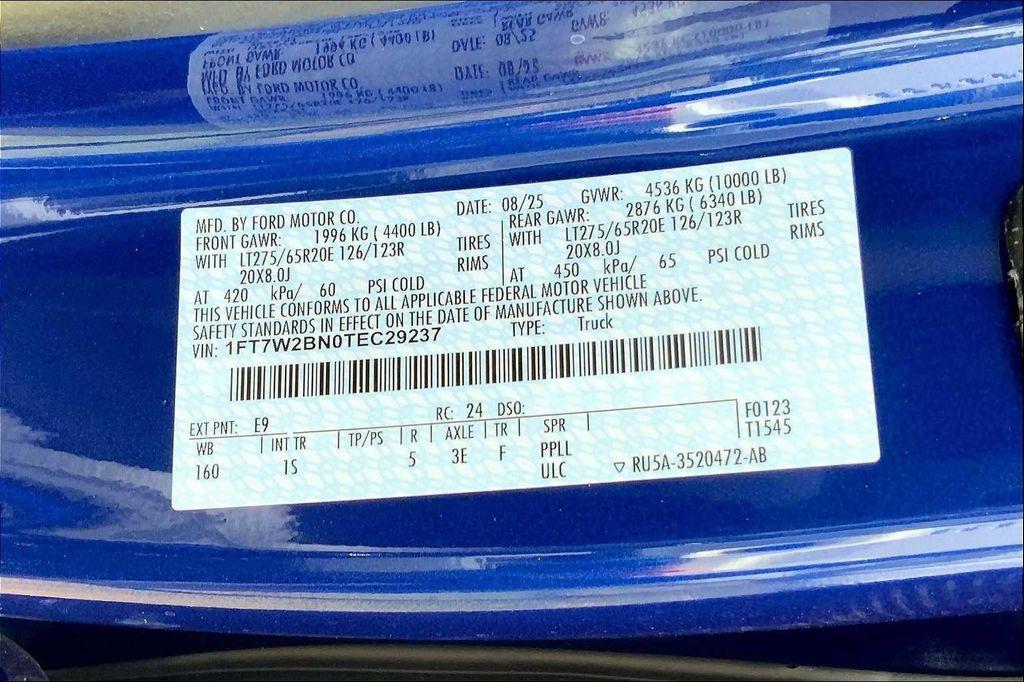 MFD. BY FORD MOTOR CO. DATE: 08/25 GVWR: 4536 KG (10000 LB)
FRONT GAWR: 1996 KG ( 4400 LB) REAR GAWR: 2876 KG ( 6340 LB)
WITH LT275/65R20E 126/123R TIRES WITH LT275/65R20E 126/123R TIRES
20X8.0J RIMS 20X8.0J RIMS
AT 420 kPa/ 60 PSI COLD AT 450 kPa/ 65 PSI COLD
THIS VEHICLE CONFORMS TO ALL APPLICABLE FEDERAL MOTOR VEHICLE
SAFETY STANDARDS IN EFFECT ON THE DATE OF MANUFACTURE SHOWN ABOVE.
VIN: 1FT7W2BN0TEC29237 TYPE: Truck
EXT PNT: E9 RC: 24 DSO: F0123
WB INT TR TP/PS R AXLE TR SPR T1545
160 1S 5 3E F PPLL
ULC ▽ RU5A-3520472-AB